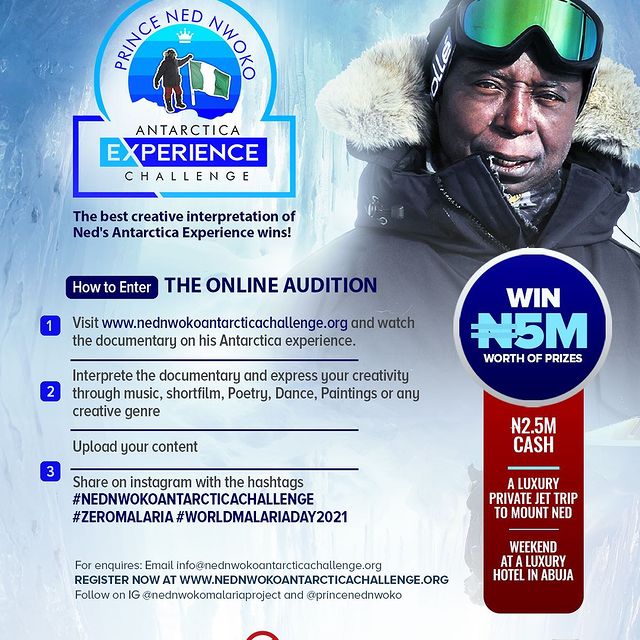 PRINCE NED NWOKO
ANTARCTICA
EXPERIENCE
CHALLENGE
The best creative interpretation of
Ned's Antarctica Experience wins!
How to Enter THE ONLINE AUDITION
1 Visit www.nednwokoantarcticachallenge.org and watch
the documentary on his Antarctica experience.
2 Interprete the documentary and express your creativity
through music, shortfilm, Poetry, Dance, Paintings or any
creative genre
Upload your content
3
Share on instagram with the hashtags
#NEDNWOKOANTARCTICACHALLENGE
#ZEROMALARIA #WORLDMALARIADAY2021
WIN
₦5M
WORTH OF PRIZES
₦2.5M
CASH
A LUXURY
PRIVATE JET TRIP
TO MOUNT NED
WEEKEND
AT A LUXURY
HOTEL IN ABUJA
For enquires: Email info@nednwokoantarcticachallenge.org
REGISTER NOW AT WWW.NEDNWOKOANTARCTICACHALLENGE.ORG
Follow on IG @nednwokomalariaproject and @princenednwoko